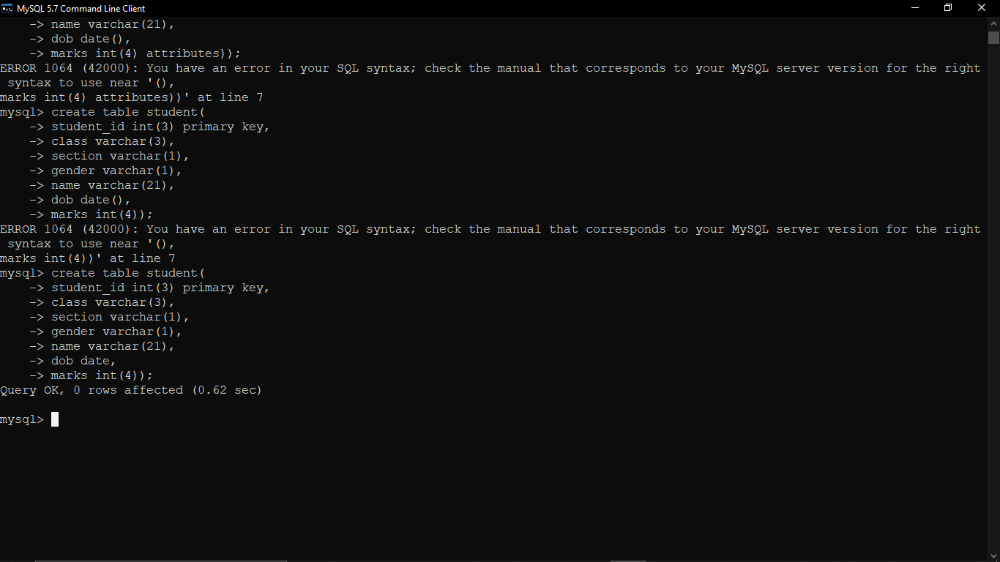 MySQL 5.7 Command Line Client
    -> name varchar(21),
    -> dob date(),
    -> marks int(4) attributes));
ERROR 1064 (42000): You have an error in your SQL syntax; check the manual that corresponds to your MySQL server version for the right
 syntax to use near '(),
marks int(4) attributes))' at line 7
mysql> create table student(
    -> student_id int(3) primary key,
    -> class varchar(3),
    -> section varchar(1),
    -> gender varchar(1),
    -> name varchar(21),
    -> dob date(),
    -> marks int(4));
ERROR 1064 (42000): You have an error in your SQL syntax; check the manual that corresponds to your MySQL server version for the right
 syntax to use near '(),
marks int(4))' at line 7
mysql> create table student(
    -> student_id int(3) primary key,
    -> class varchar(3),
    -> section varchar(1),
    -> gender varchar(1),
    -> name varchar(21),
    -> dob date,
    -> marks int(4));
Query OK, 0 rows affected (0.62 sec)
mysql>